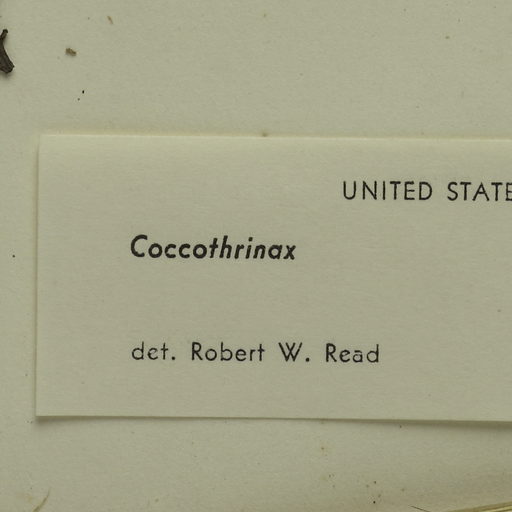 UNITED STATE
Coccothrinax
det. Robert W. Read